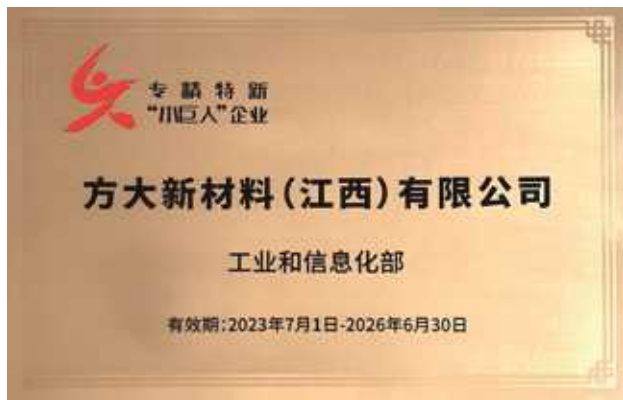 专精特新
“小巨人”企业
方大新材料(江西)有限公司
工业和信息化部
有效期:2023年7月1日-2026年6月30日